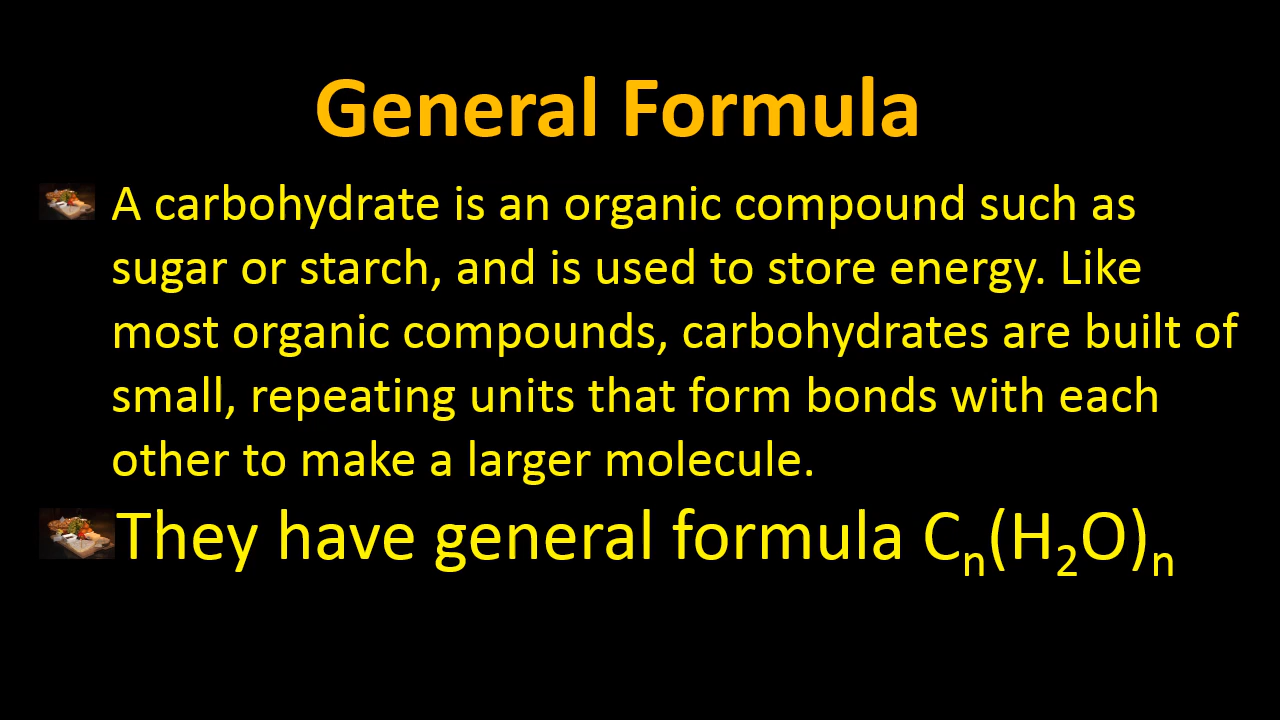 General Formula
A carbohydrate is an organic compound such as
sugar or starch, and is used to store energy. Like
most organic compounds, carbohydrates are built of
small, repeating units that form bonds with each
other to make a larger molecule.
They have general formula Cₙ(H₂O)ₙ